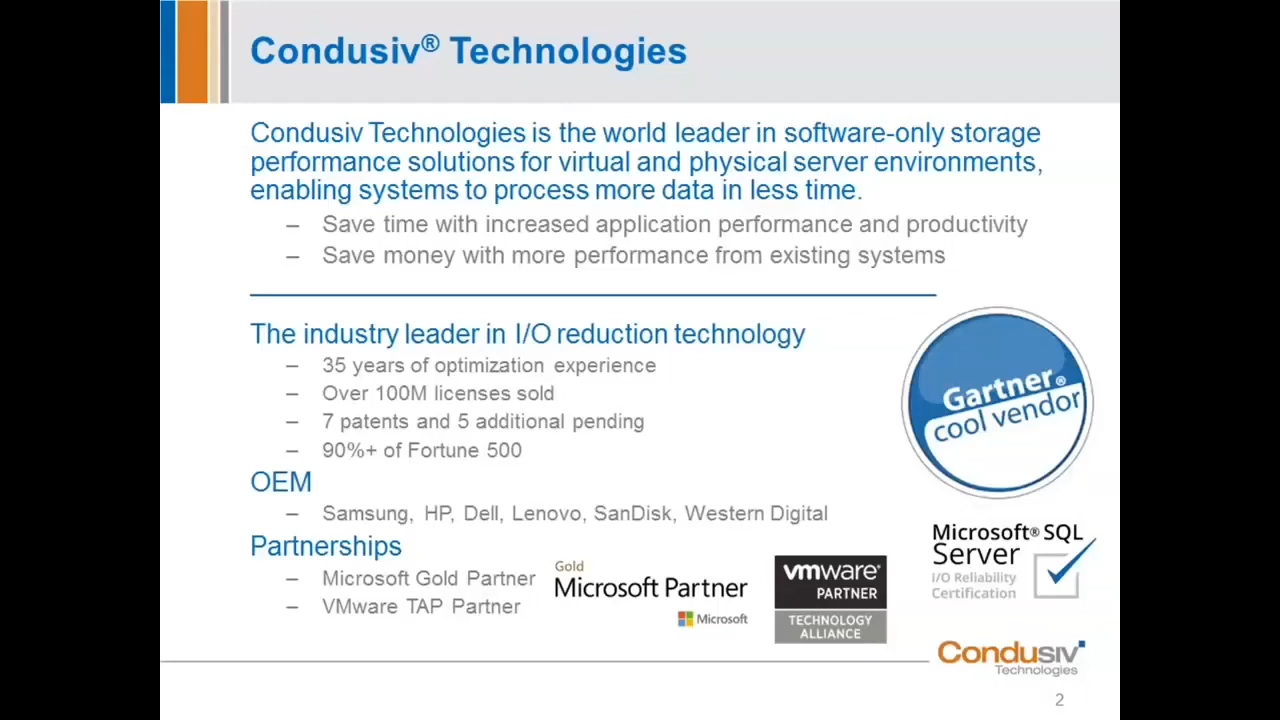 Condusiv® Technologies
Condusiv Technologies is the world leader in software-only storage
performance solutions for virtual and physical server environments,
enabling systems to process more data in less time.
– Save time with increased application performance and productivity
– Save money with more performance from existing systems
The industry leader in I/O reduction technology
– 35 years of optimization experience
– Over 100M licenses sold
– 7 patents and 5 additional pending
– 90%+ of Fortune 500
Gartner®
cool vendor
OEM
– Samsung, HP, Dell, Lenovo, SanDisk, Western Digital
Partnerships
– Microsoft Gold Partner
– VMware TAP Partner
Gold
Microsoft Partner
Microsoft
vmware®
PARTNER
TECHNOLOGY
ALLIANCE
Microsoft® SQL
Server
I/O Reliability
Certification
Condusiv
Technologies
2